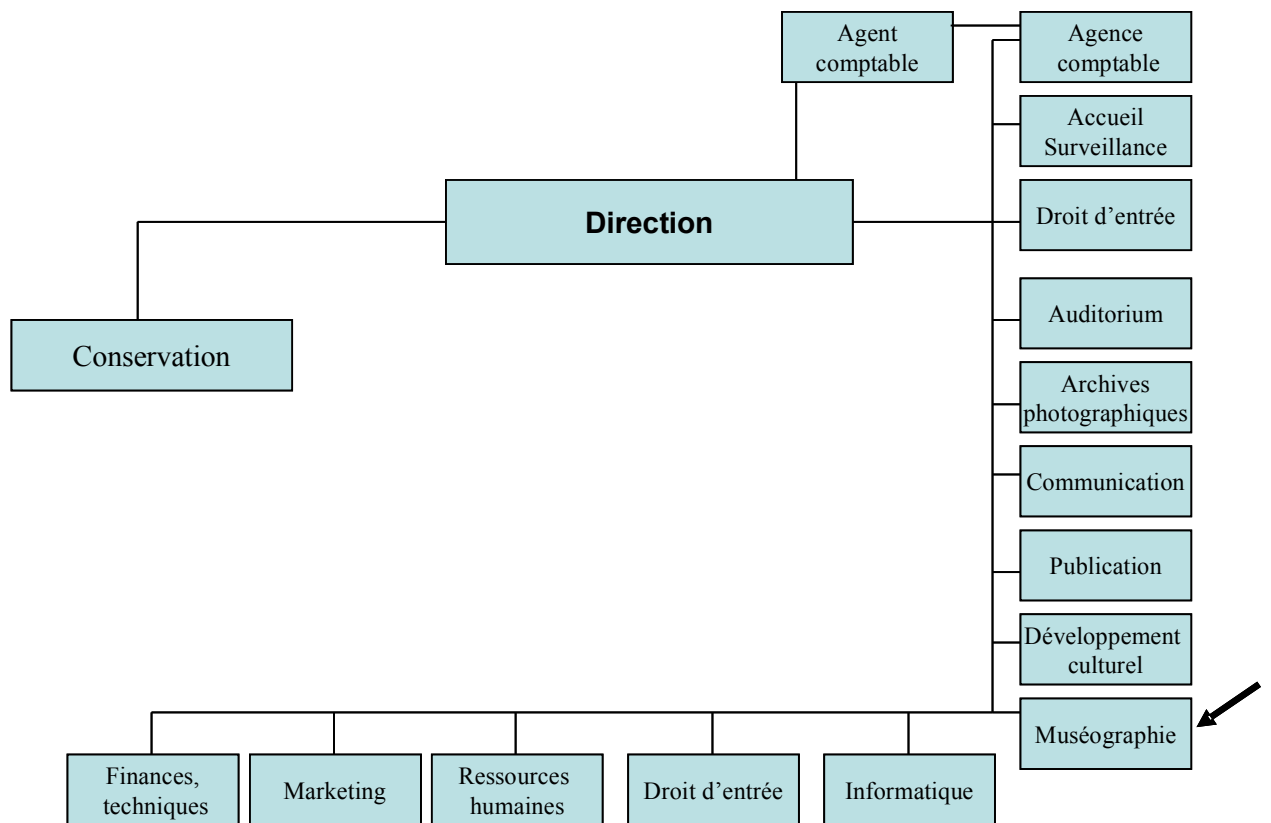 Agent
comptable
Agence
comptable
Accueil
Surveillance
Direction
Droit d’entrée
Auditorium
Conservation
Archives
photographiques
Communication
Publication
Développement
culturel
Muséographie
Finances,
techniques
Marketing
Ressources
humaines
Droit d’entrée
Informatique